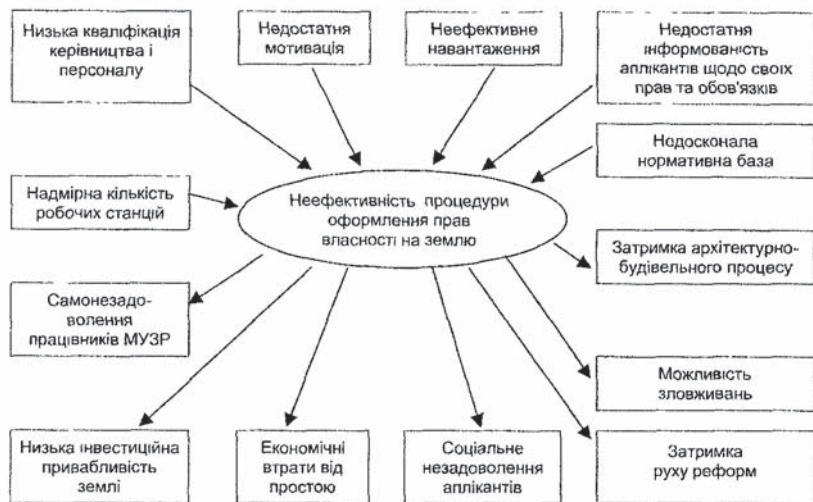 Низька кваліфікація
керівництва і
персоналу
Недостатня
мотивація
Неефективне
навантаження
Недостатня
інформованість
аплікантів щодо своїх
прав та обов'язків
Нодосконала
нормативна база
Надмірна кількість
робочих станцій
Неефективність процедури
оформлення прав
власності на землю
Затримка архітектурно-
будівельного процесу
Самонезадо-
волення
працівників МУЗР
Можливість
зловживань
Низька інвестиційна
привабливість
землі
Економічні
втрати від
простою
Соціальне
незадоволення
аплікантів
Затримка
руху реформ